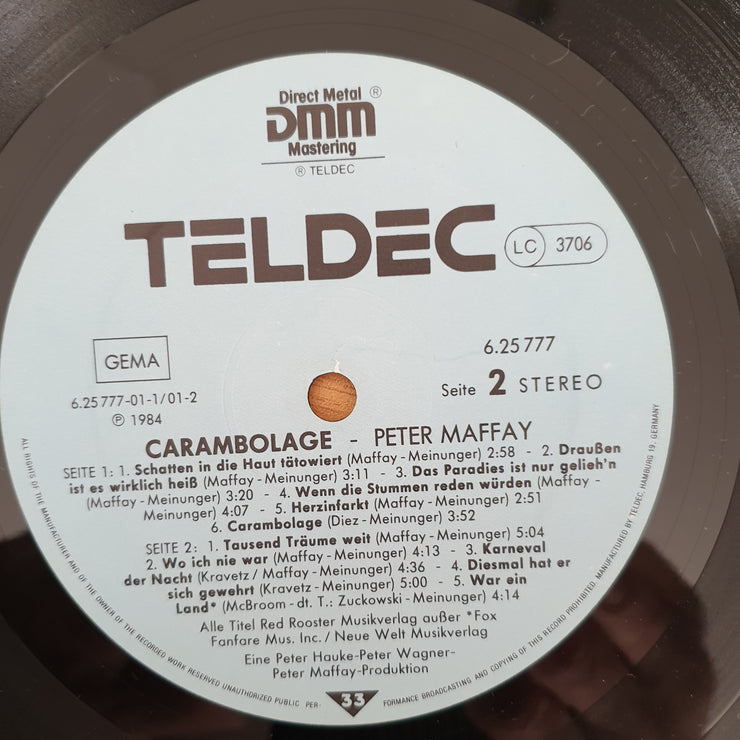 Direct Metal ®
DMM
Mastering
℗ TELDEC
TELDEC
LC 3706
GEMA
6.25777-01-1/01-2
℗ 1984
6.25777
Seite 2 STEREO
CARAMBOLAGE - PETER MAFFAY
SEITE 1: 1. Schatten in die Haut tätowiert (Maffay-Meinunger) 2:58 - 2. Draußen
ist es wirklich heiß (Maffay-Meinunger) 3:11 - 3. Das Paradies ist nur gelieh'n
(Maffay-Meinunger) 3:20 - 4. Wenn die Stummen reden würden (Maffay-
Meinunger) 4:07 - 5. Herzinfarkt (Maffay-Meinunger) 2:51
6. Carambolage (Diez-Meinunger) 3:52
SEITE 2: 1. Tausend Träume weit (Maffay-Meinunger) 5:04
2. Wo ich nie war (Maffay-Meinunger) 4:13 - 3. Karneval
der Nacht (Kravetz/Maffay-Meinunger) 4:36 - 4. Diesmal hat er
sich gewehrt (Kravetz-Meinunger) 5:00 - 5. War ein
Land* (McBroom-dt. T.: Zuckowski-Meinunger) 4:14
Alle Titel Red Rooster Musikverlag außer *Fox
Fanfare Mus. Inc./Neue Welt Musikverlag
Eine Peter Hauke-Peter Wagner-
Peter Maffay-Produktion
33
ALL RIGHTS OF THE MANUFACTURER AND OF THE OWNER OF THE RECORDED WORK RESERVED UNAUTHORIZED PUBLIC PER- FORMANCE BROADCASTING AND COPYING OF THIS RECORD PROHIBITED. MANUFACTURED BY TELDEC, HAMBURG 19, GERMANY